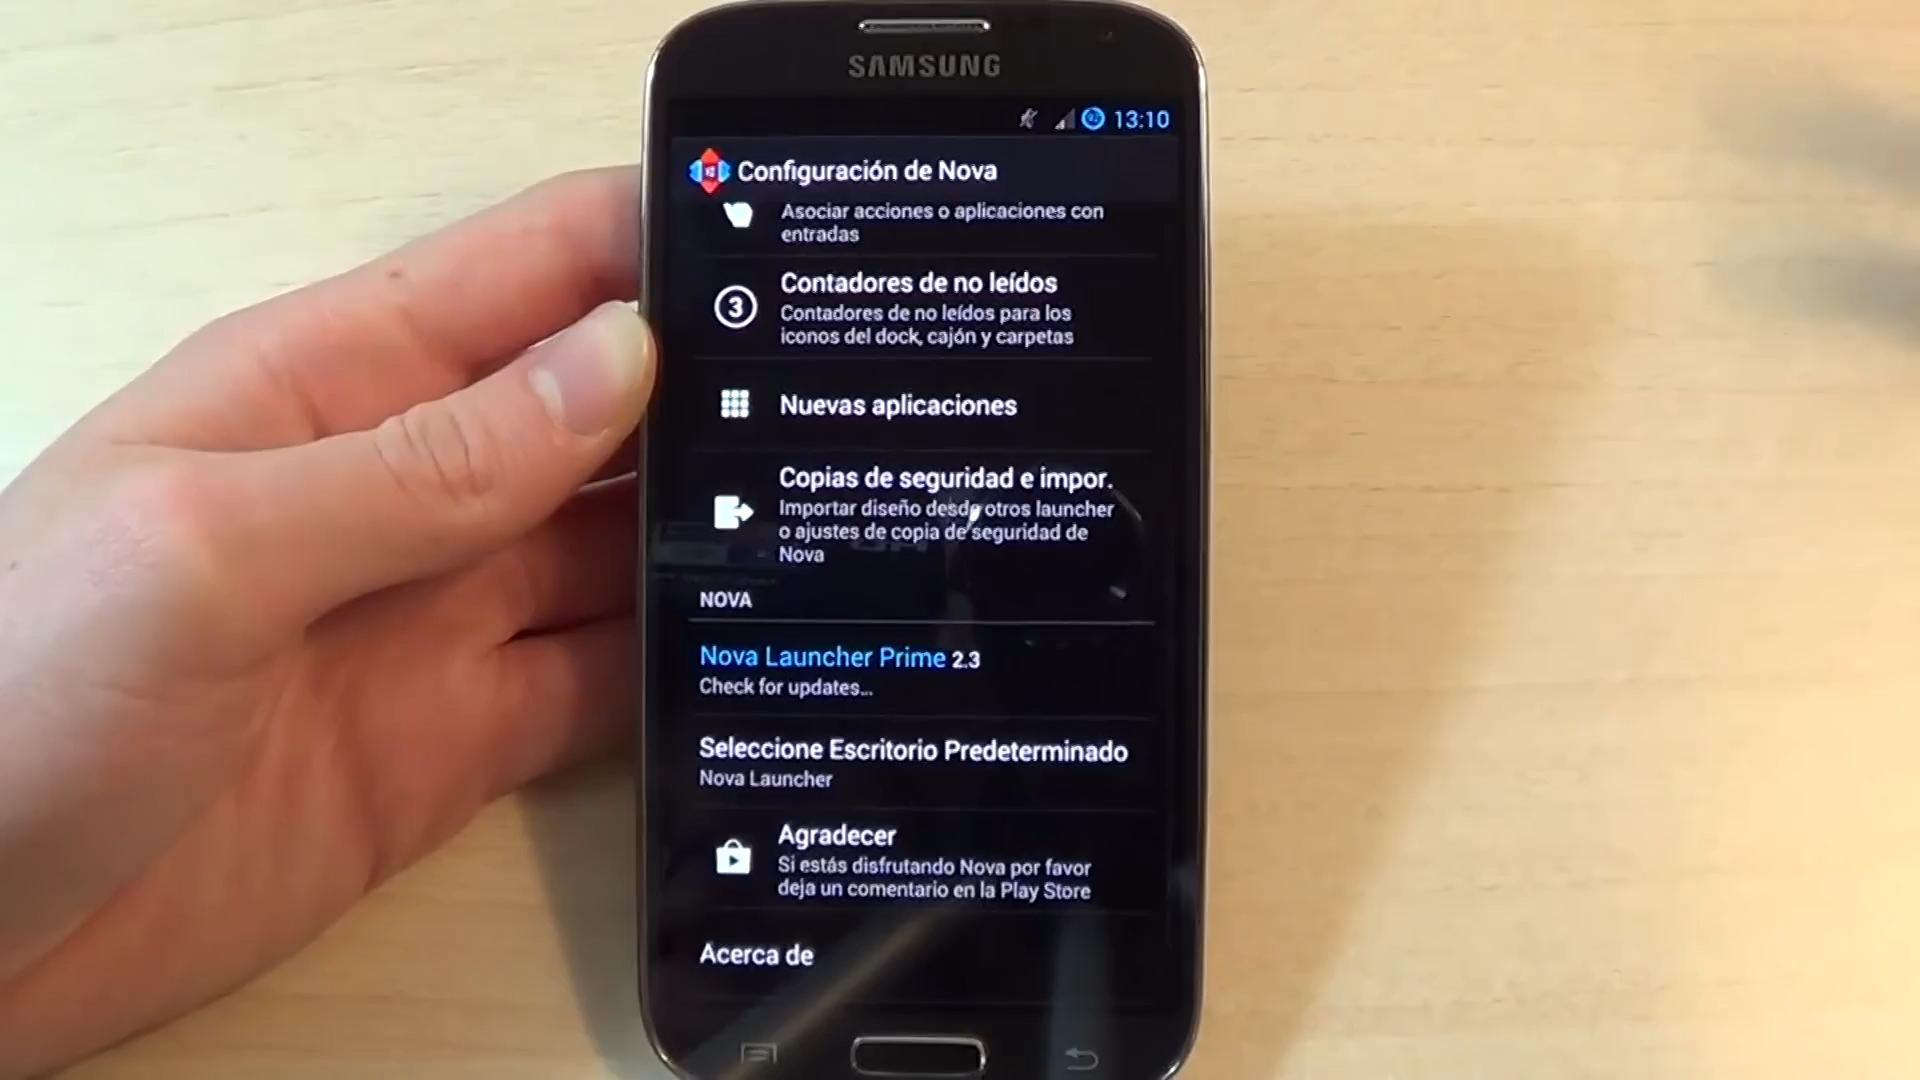 SAMSUNG
13:10
Configuración de Nova
Asociar acciones o aplicaciones con
entradas
3
Contadores de no leídos
Contadores de no leídos para los
iconos del dock, cajón y carpetas
Nuevas aplicaciones
Copias de seguridad e impor.
Importar diseño desde otros launcher
o ajustes de copia de seguridad de
Nova
NOVA
Nova Launcher Prime 2.3
Check for updates...
Seleccione Escritorio Predeterminado
Nova Launcher
Agradecer
Si estás disfrutando Nova por favor
deja un comentario en la Play Store
Acerca de